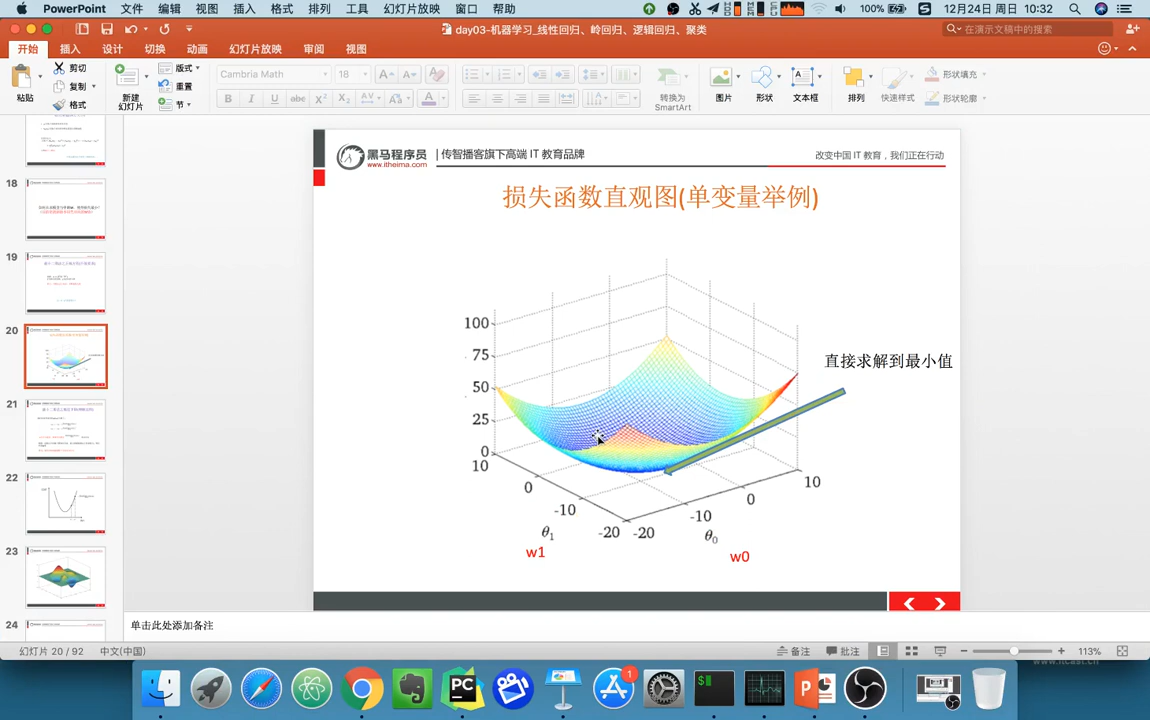 PowerPoint 文件 编辑 视图 插入 格式 工具 排列 幻灯片放映 窗口 帮助 100% 12月24日 周日 10:32
day03-机器学习_线性回归、岭回归、逻辑回归、聚类 在演示文稿中的搜索
开始 插入 设计 切换 动画 幻灯片放映 审阅 视图
粘贴 剪切 复制 格式 新建 幻灯片 版式 重置 节 Cambria Math 18 转换为 SmartArt 图片 形状 文本框 排列 快速样式 形状填充 形状轮廓
黑马程序员 | 传智播客旗下高端 IT 教育品牌
www.itheima.com
改变中国 IT 教育，我们正在行动
损失函数直观图(单变量举例)
直接求解到最小值
100
75
50
25
0
10
0
-10
-20
-20
-10
0
10
θ1
θ0
w1
w0
18
19
20
21
22
23
24
单击此处添加备注
幻灯片 20 / 92 中文(中国) 备注 批注 113%
www.itcast.cn
PC
1
$
P